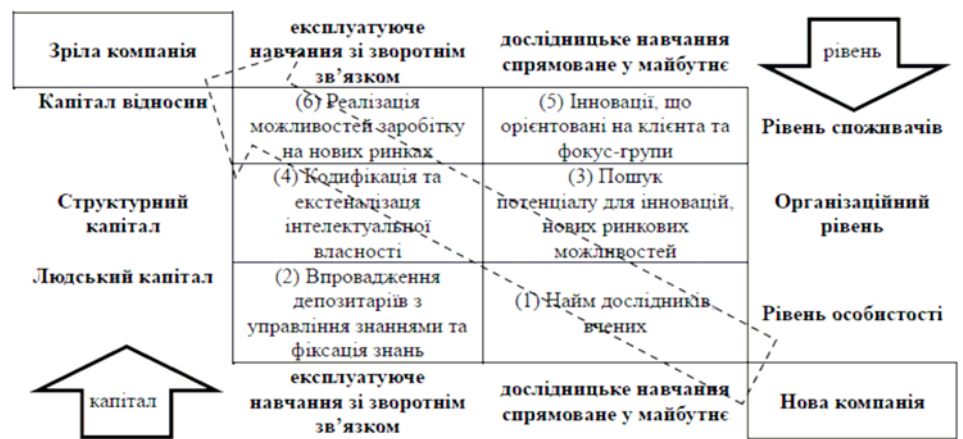 Зріла компанія
експлуатуюче
навчання зі зворотнім
зв’язком
дослідницьке навчання
спрямоване у майбутнє
рівень
Капітал відносин
(6) Реалізація
можливостей заробітку
на нових ринках
(5) Інновації, що
орієнтовані на клієнта та
фокус-групи
Рівень споживачів
Структурний
капітал
(4) Кодифікація та
екстеналізаця
інтелектуальної
власності
(3) Пошук
потенціалу для інновацій,
нових ринкових
можливостей
Організаційний
рівень
Людський капітал
(2) Впровадження
депозитаріїв з
управління знаннями та
фіксація знань
(1) Найм дослідників
вчених
Рівень особистості
капітал
експлуатуюче
навчання зі зворотнім
зв’язком
дослідницьке навчання
спрямоване у майбутнє
Нова компанія